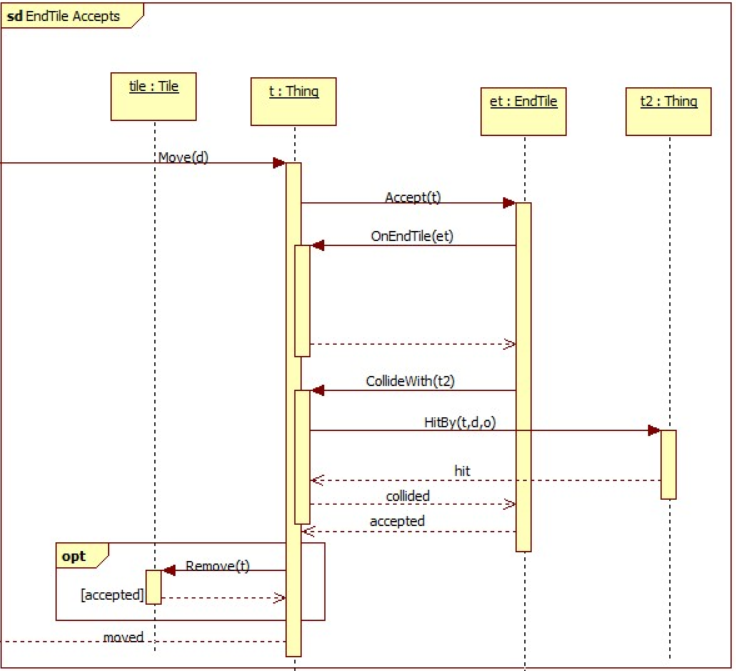 sd EndTile Accepts
tile : Tile
t : Thing
et : EndTile
t2 : Thing
Move(d)
Accept(t)
OnEndTile(et)
CollideWith(t2)
HitBy(t,d,o)
hit
collided
accepted
opt
Remove(t)
[accepted]
moved